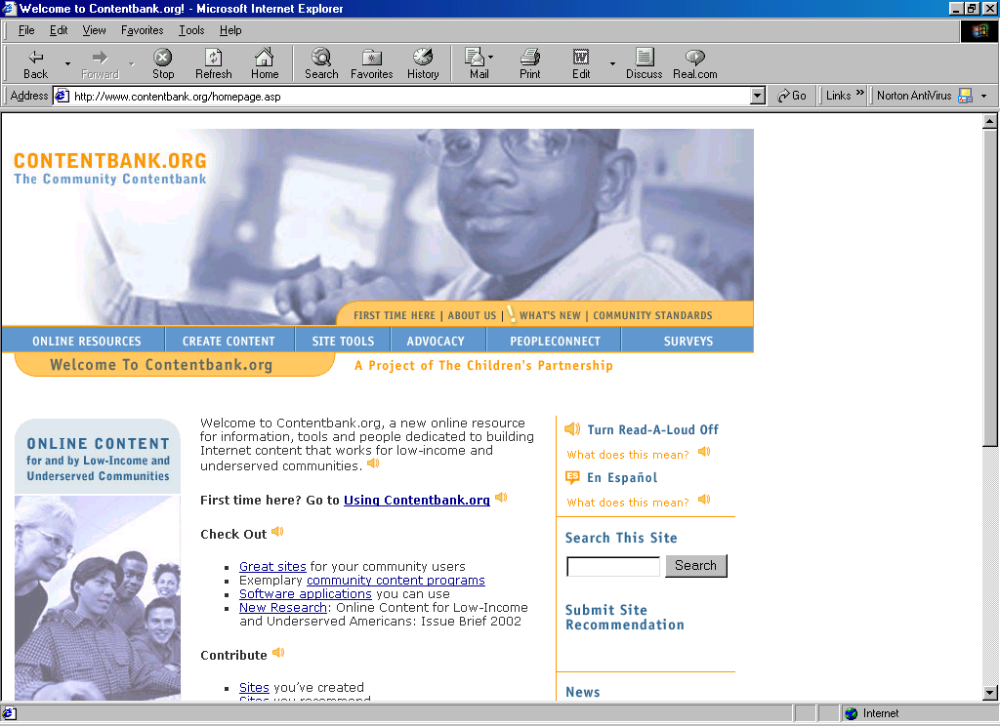 Welcome to Contentbank.org! - Microsoft Internet Explorer
File Edit View Favorites Tools Help
Back Forward Stop Refresh Home Search Favorites History Mail Print Edit Discuss Real.com
Address http://www.contentbank.org/homepage.asp Go Links » Norton AntiVirus
CONTENTBANK.ORG
The Community Contentbank
FIRST TIME HERE | ABOUT US | ! WHAT'S NEW | COMMUNITY STANDARDS
ONLINE RESOURCES CREATE CONTENT SITE TOOLS ADVOCACY PEOPLECONNECT SURVEYS
Welcome To Contentbank.org
A Project of The Children's Partnership
ONLINE CONTENT
for and by Low-Income and
Underserved Communities
Welcome to Contentbank.org, a new online resource
for information, tools and people dedicated to building
Internet content that works for low-income and
underserved communities.
First time here? Go to Using Contentbank.org
Check Out
Great sites for your community users
Exemplary community content programs
Software applications you can use
New Research: Online Content for Low-Income
and Underserved Americans: Issue Brief 2002
Contribute
Sites you've created
Sites you recommend
Turn Read-A-Loud Off
What does this mean?
ES En Español
What does this mean?
Search This Site
Search
Submit Site
Recommendation
News
Internet